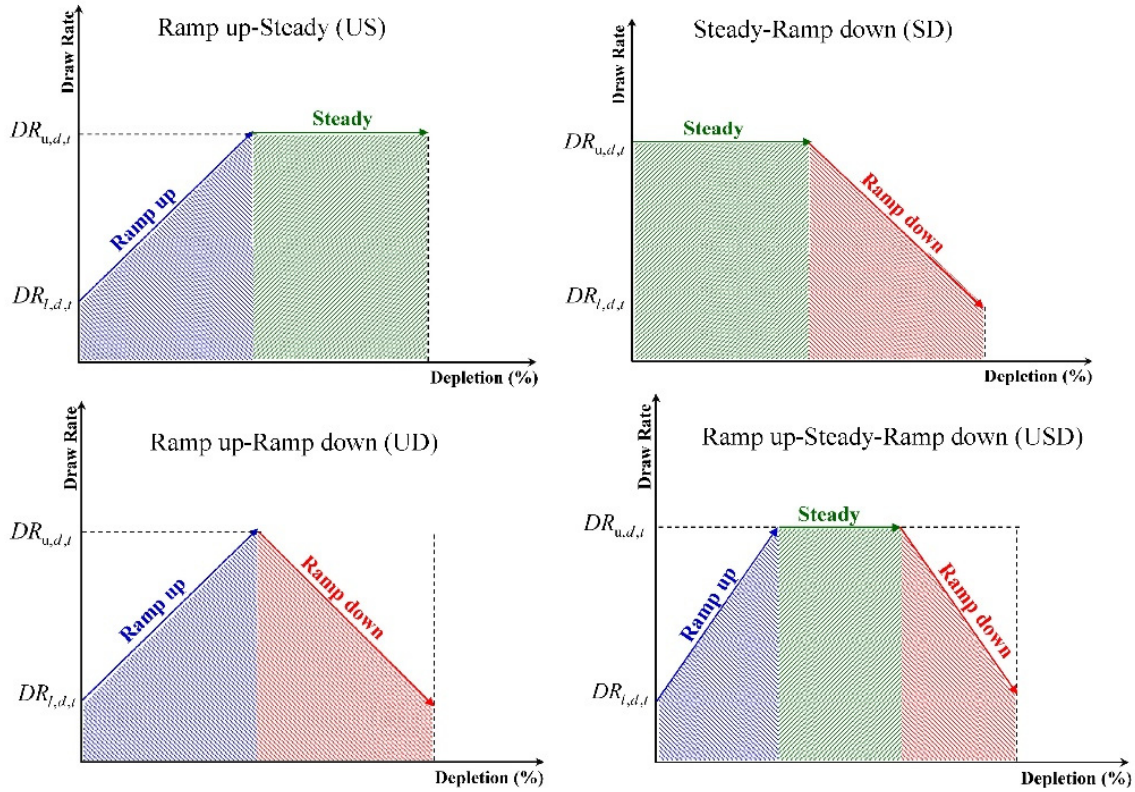 Ramp up-Steady (US)
Draw Rate
DR_{u,d,t}
Steady
Ramp up
DR_{l,d,t}
Depletion (%)
Steady-Ramp down (SD)
Draw Rate
DR_{u,d,t}
Steady
Ramp down
DR_{l,d,t}
Depletion (%)
Ramp up-Ramp down (UD)
Draw Rate
DR_{u,d,t}
Ramp up
Ramp down
DR_{l,d,t}
Depletion (%)
Ramp up-Steady-Ramp down (USD)
Draw Rate
DR_{u,d,t}
Steady
Ramp up
Ramp down
DR_{l,d,t}
Depletion (%)